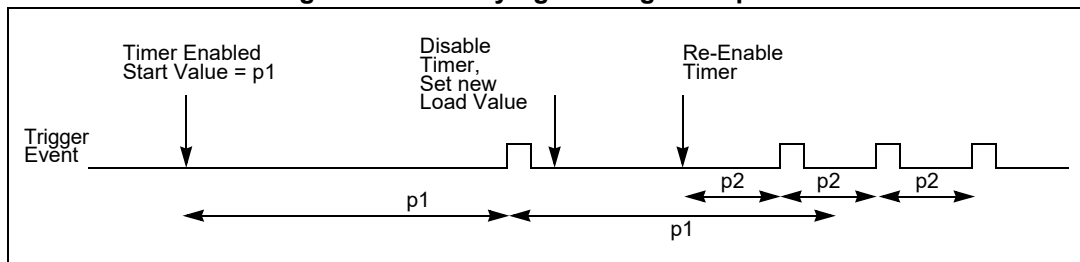 Timer Enabled
Start Value = p1
Disable
Timer,
Set new
Load Value
Re-Enable
Timer
Trigger
Event
p2
p2
p2
p1
p1